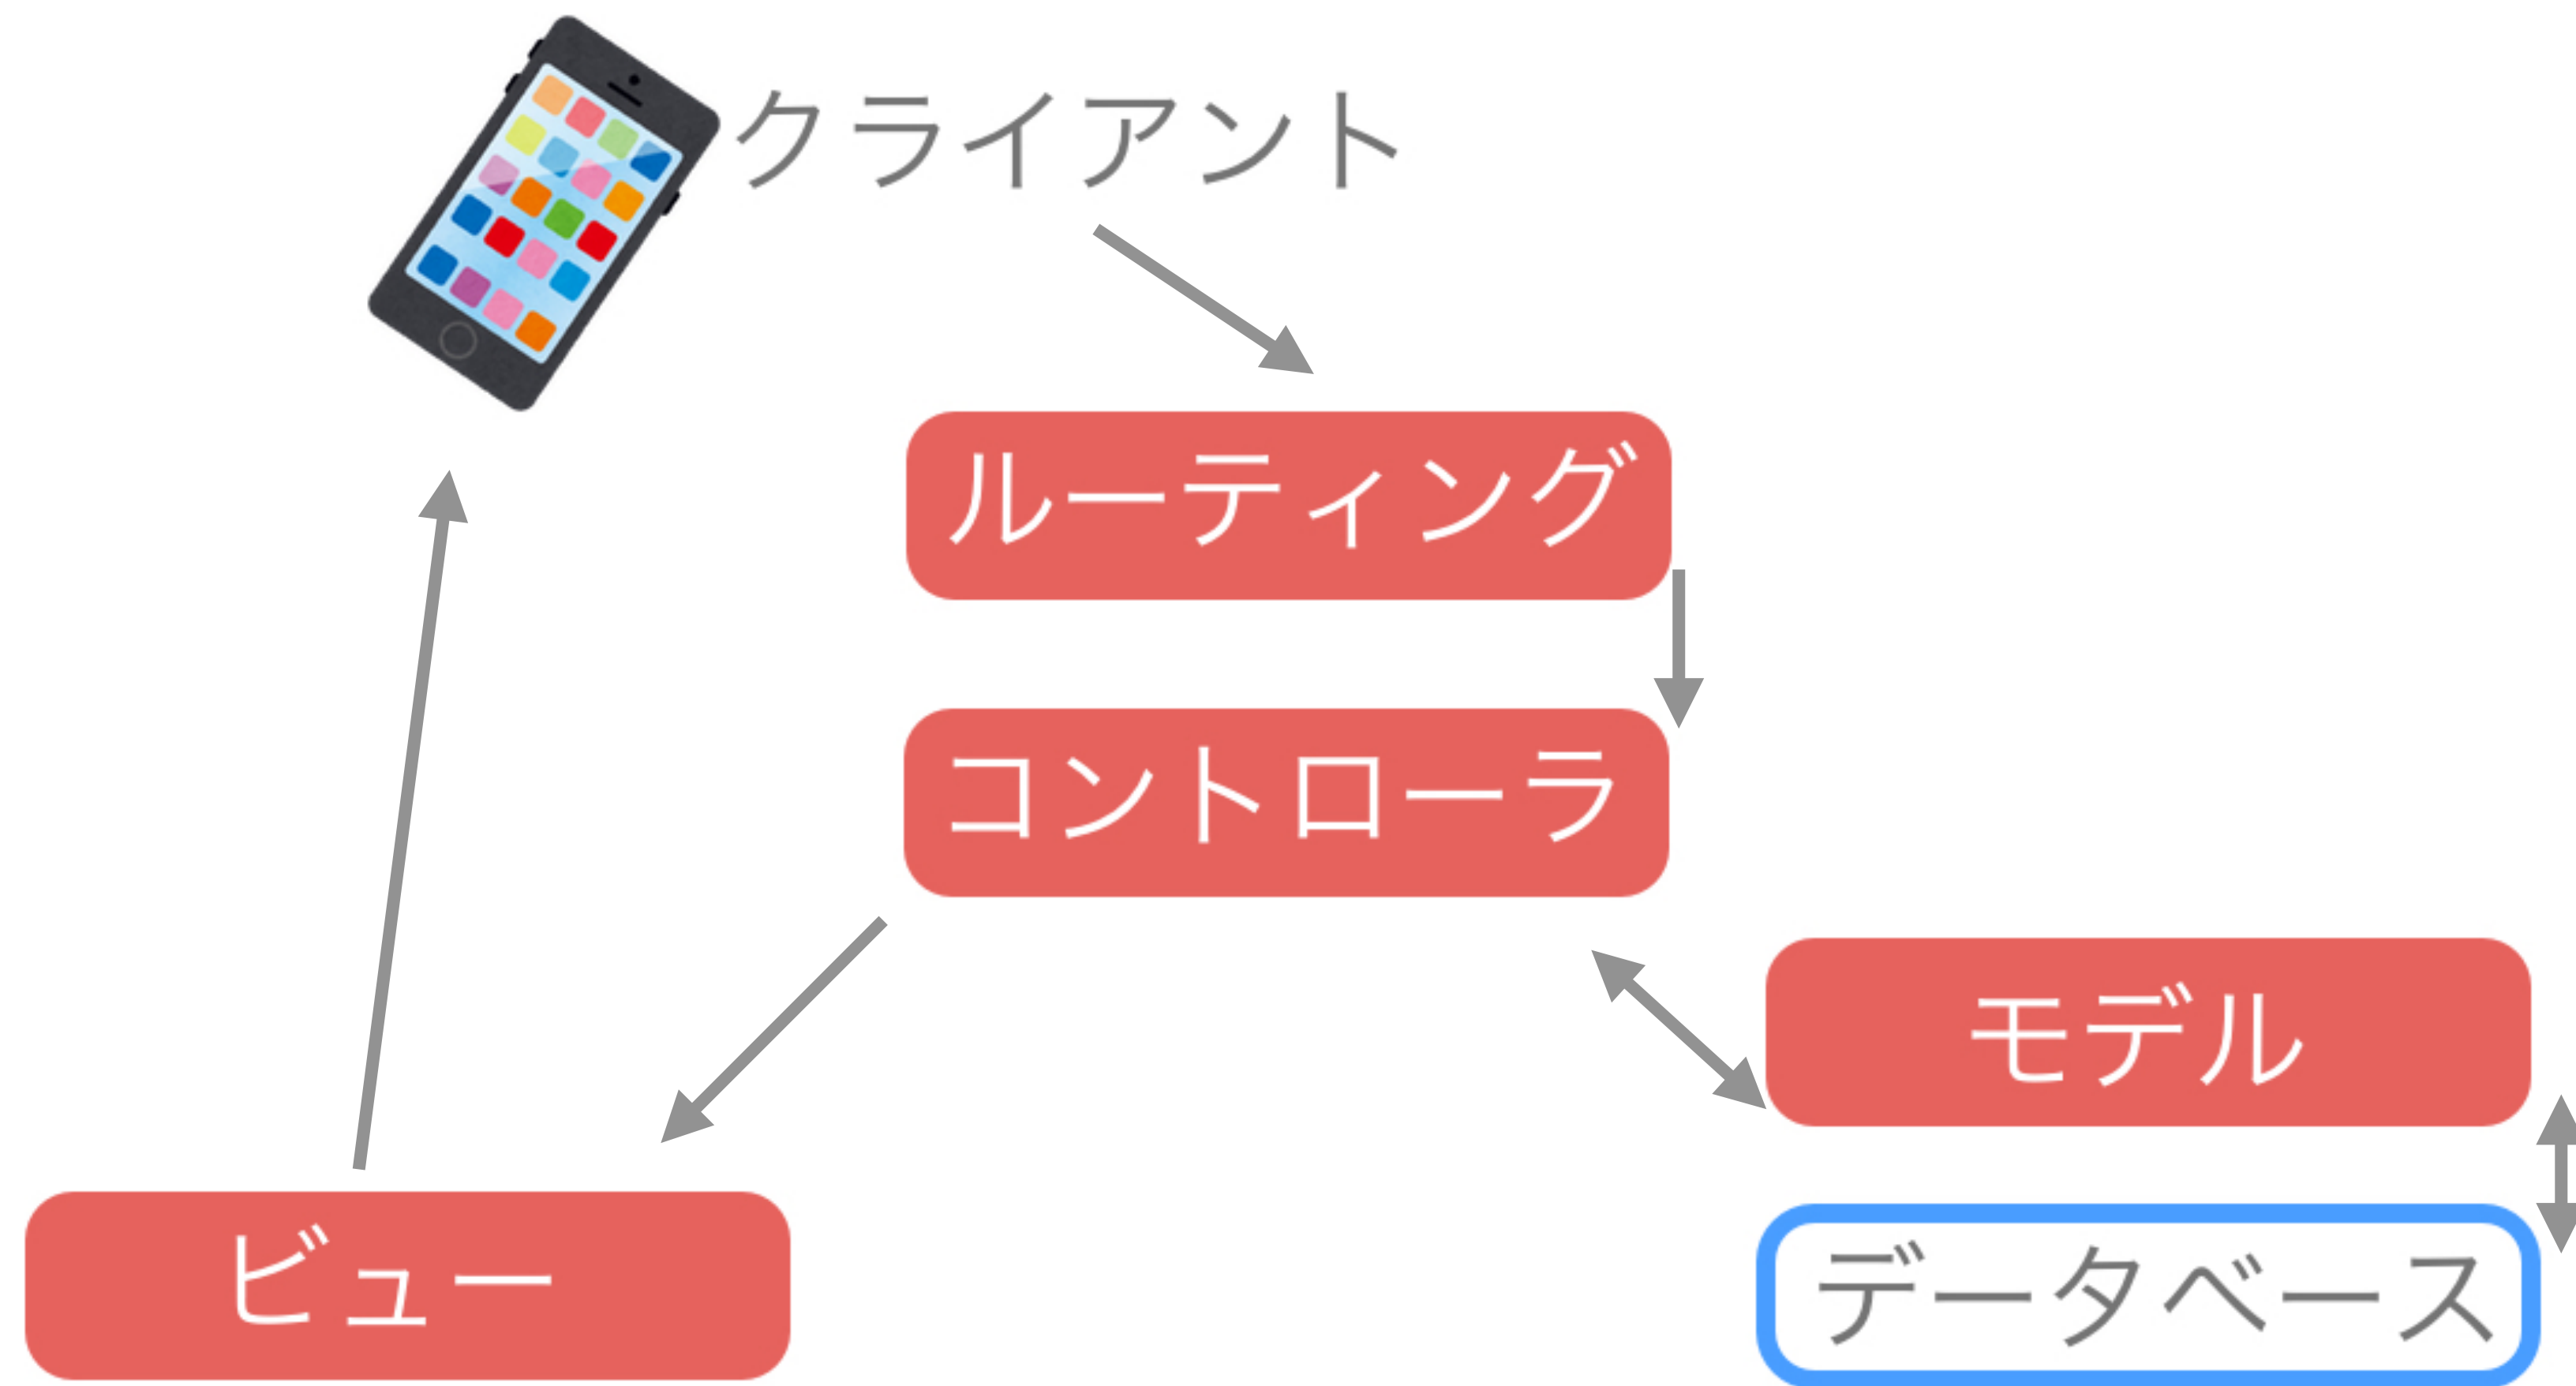 クライアント
ルーティング
コントローラ
モデル
ビュー
データベース